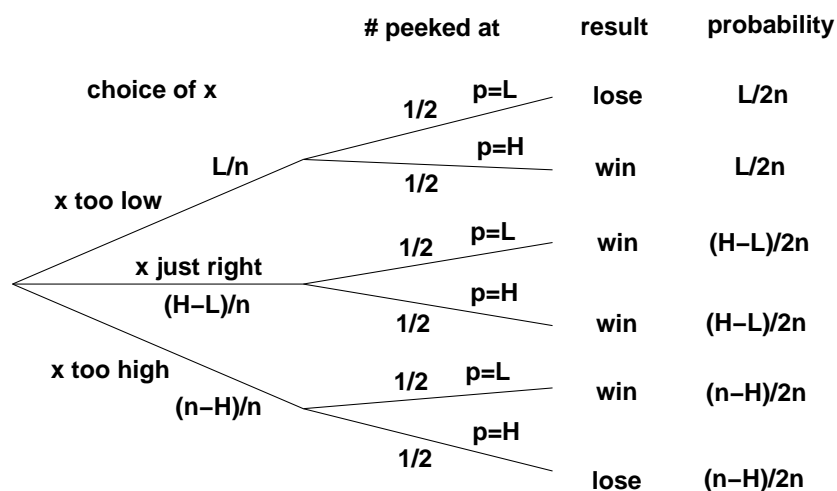 # peeked at result probability
choice of x
p=L lose L/2n
1/2
L/n p=H win L/2n
1/2
x too low
p=L win (H−L)/2n
1/2
x just right
(H−L)/n p=H win (H−L)/2n
1/2
x too high
1/2 p=L win (n−H)/2n
(n−H)/n
p=H
1/2
lose (n−H)/2n